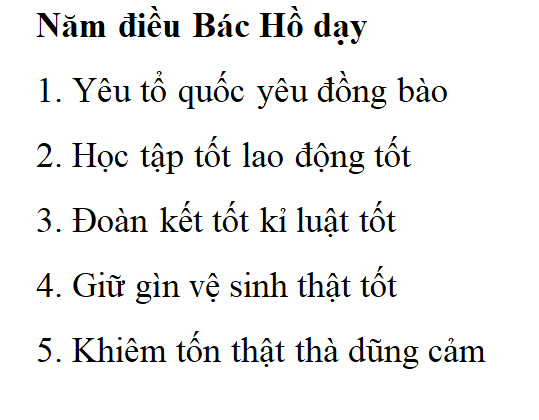 Năm điều Bác Hồ dạy
1. Yêu tổ quốc yêu đồng bào
2. Học tập tốt lao động tốt
3. Đoàn kết tốt kỉ luật tốt
4. Giữ gìn vệ sinh thật tốt
5. Khiêm tốn thật thà dũng cảm